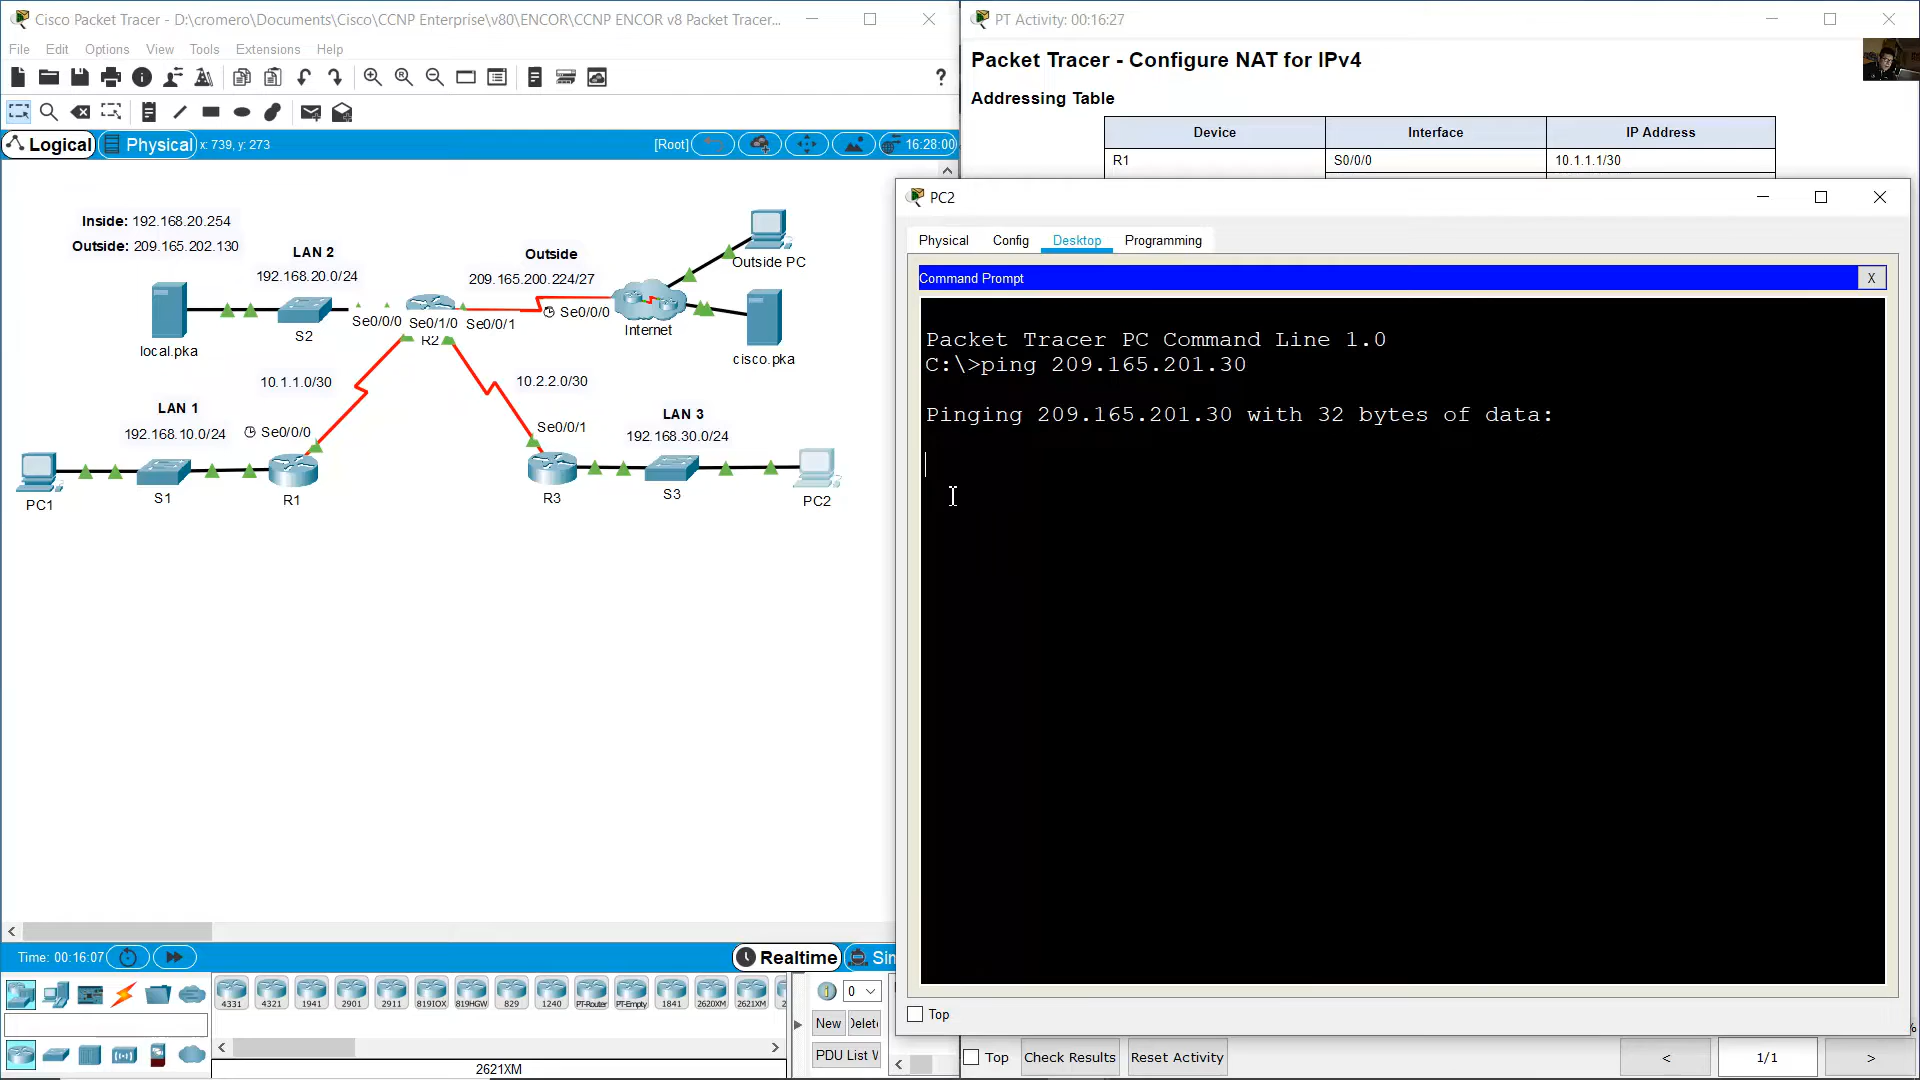 Cisco Packet Tracer - D:\cromero\Documents\Cisco\CCNP Enterprise\v80\ENCOR\CCNP ENCOR v8 Packet Tracer...
File Edit Options View Tools Extensions Help
?
Logical Physical x: 739, y: 273 [Root] 16:28:00
Inside: 192.168.20.254
Outside: 209.165.202.130
LAN 2
192.168.20.0/24
Outside
209.165.200.224/27
Outside PC
Se0/0/0 Se0/1/0 Se0/0/1 Se0/0/0
Internet
S2
R2
local.pka
cisco.pka
10.1.1.0/30
10.2.2.0/30
LAN 1
192.168.10.0/24
Se0/0/0
Se0/0/1
LAN 3
192.168.30.0/24
PC1
S1
R1
R3
S3
PC2
Time: 00:16:07
Realtime
Sim
4331 4321 1941 2901 2911 819IOX 819HGW 829 1240 PT-Router PT-Empty 1841 2620XM 2621XM
2621XM
0
New
PDU List W
PT Activity: 00:16:27
Packet Tracer - Configure NAT for IPv4
Addressing Table
Device Interface IP Address
R1 S0/0/0 10.1.1.1/30
PC2
Physical Config Desktop Programming
Command Prompt
X
Packet Tracer PC Command Line 1.0
C:\>ping 209.165.201.30
Pinging 209.165.201.30 with 32 bytes of data:
Top
Top Check Results Reset Activity < 1/1 >